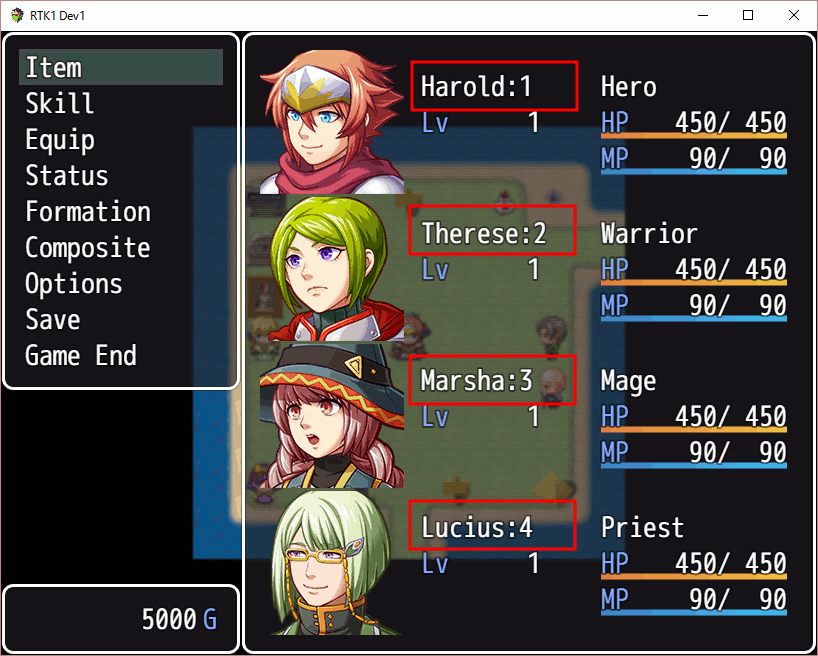 RTK1 Dev1
Item
Skill
Equip
Status
Formation
Composite
Options
Save
Game End
5000 G
Harold:1 Hero
Lv 1 HP 450/ 450
MP 90/ 90
Therese:2 Warrior
Lv 1 HP 450/ 450
MP 90/ 90
Marsha:3 Mage
Lv 1 HP 450/ 450
MP 90/ 90
Lucius:4 Priest
Lv 1 HP 450/ 450
MP 90/ 90